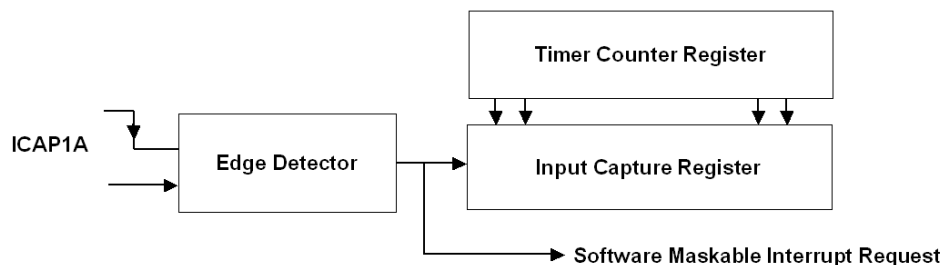 Timer Counter Register
ICAP1A
Edge Detector
Input Capture Register
Software Maskable Interrupt Request